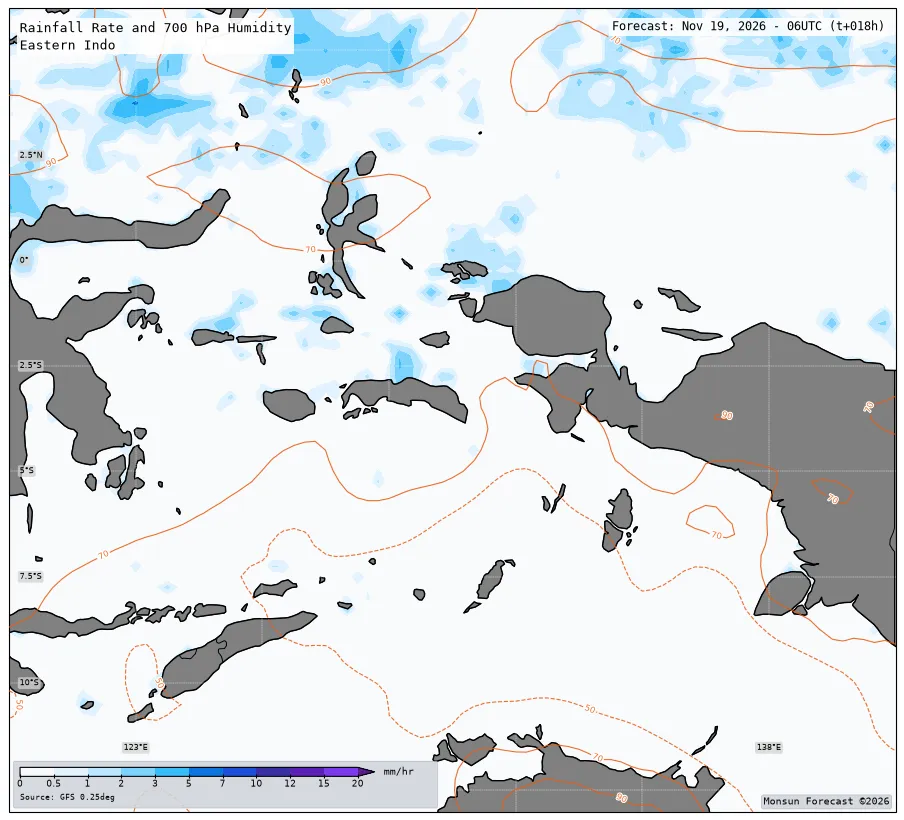 Rainfall Rate and 700 hPa Humidity
Eastern Indo
Forecast: Nov 19, 2026 - 06UTC (t+018h)
70
90
90
2.5°N
70
0°
2.5°S
70
90
5°S
70
70
70
7.5°S
50
10°S
50
50
123°E
138°E
70
90
0 0.5 1 2 3 5 7 10 12 15 20 mm/hr
Source: GFS 0.25deg
Monsun Forecast ©2026